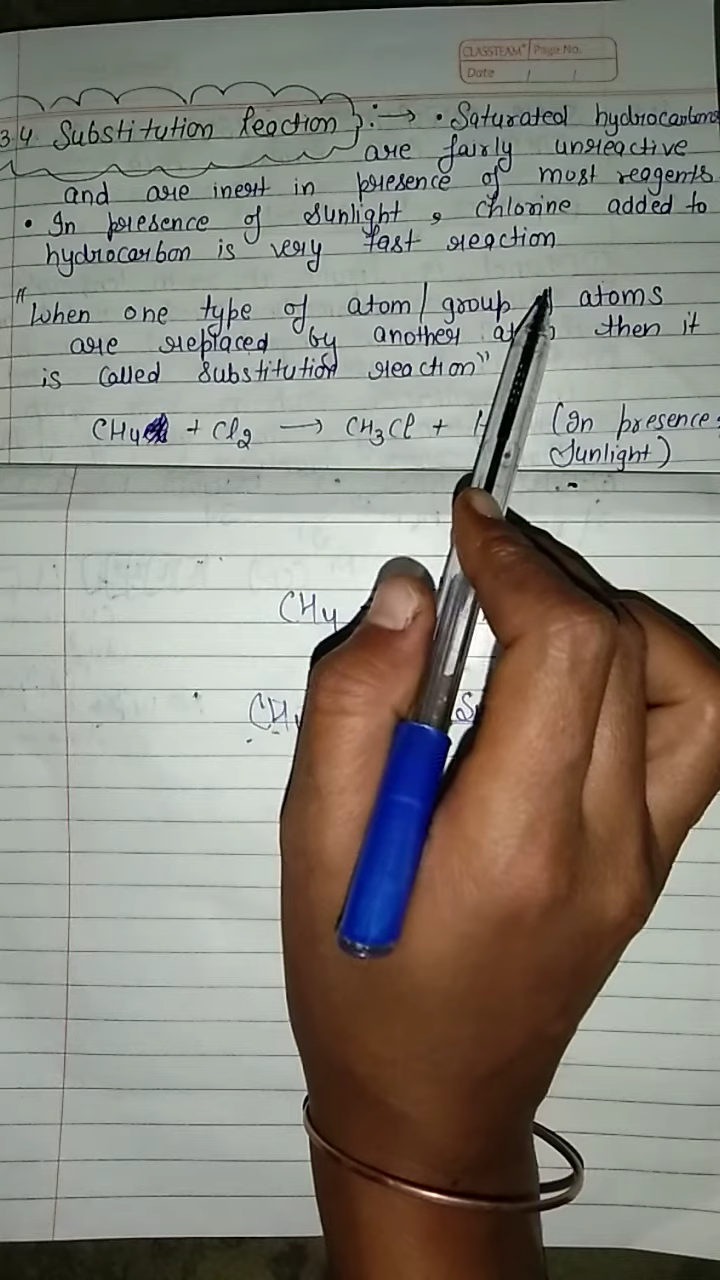 CLASSTEAM Page No.
Date / /
3.4 Substitution Reaction :→ • Saturated hydrocarbons
are fairly unreactive
and are inert in presence of most reagents
• In presence of sunlight, chlorine added to
hydrocarbon is very fast reaction
"When one type of atom/group atoms
are replaced by another then it
is called substitution reaction"
CH4 + Cl2 → CH3Cl + (In presence
Sunlight)
CH4